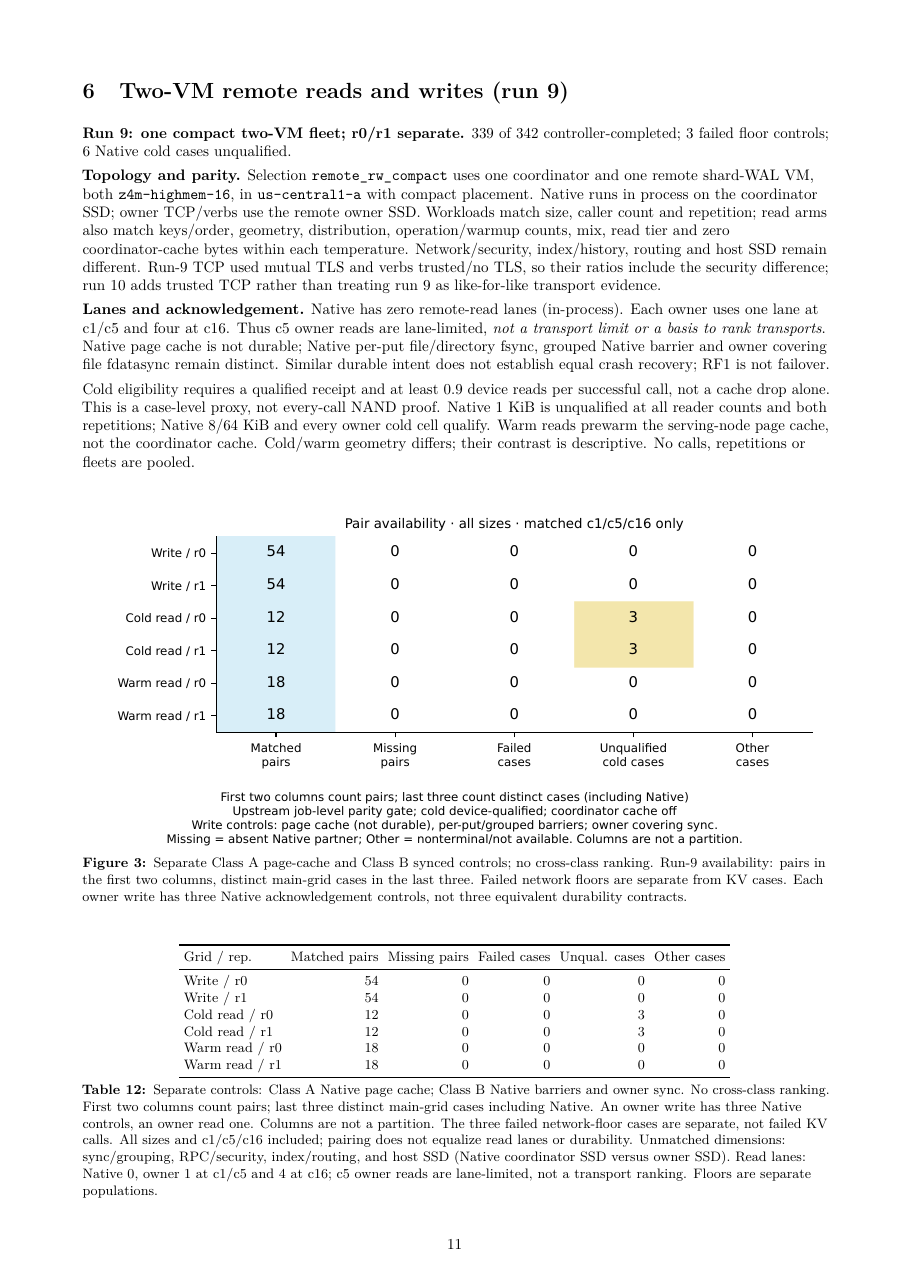 6 Two-VM remote reads and writes (run 9)
Run 9: one compact two-VM fleet; r0/r1 separate. 339 of 342 controller-completed; 3 failed floor controls;
6 Native cold cases unqualified.
Topology and parity. Selection remote_rw_compact uses one coordinator and one remote shard-WAL VM,
both z4m-highmem-16, in us-central1-a with compact placement. Native runs in process on the coordinator
SSD; owner TCP/verbs use the remote owner SSD. Workloads match size, caller count and repetition; read arms
also match keys/order, geometry, distribution, operation/warmup counts, mix, read tier and zero
coordinator-cache bytes within each temperature. Network/security, index/history, routing and host SSD remain
different. Run-9 TCP used mutual TLS and verbs trusted/no TLS, so their ratios include the security difference;
run 10 adds trusted TCP rather than treating run 9 as like-for-like transport evidence.
Lanes and acknowledgement. Native has zero remote-read lanes (in-process). Each owner uses one lane at
c1/c5 and four at c16. Thus c5 owner reads are lane-limited, not a transport limit or a basis to rank transports.
Native page cache is not durable; Native per-put file/directory fsync, grouped Native barrier and owner covering
file fdatasync remain distinct. Similar durable intent does not establish equal crash recovery; RF1 is not failover.
Cold eligibility requires a qualified receipt and at least 0.9 device reads per successful call, not a cache drop alone.
This is a case-level proxy, not every-call NAND proof. Native 1 KiB is unqualified at all reader counts and both
repetitions; Native 8/64 KiB and every owner cold cell qualify. Warm reads prewarm the serving-node page cache,
not the coordinator cache. Cold/warm geometry differs; their contrast is descriptive. No calls, repetitions or
fleets are pooled.
Pair availability · all sizes · matched c1/c5/c16 only
Write / r0 54 0 0 0 0
Write / r1 54 0 0 0 0
Cold read / r0 12 0 0 3 0
Cold read / r1 12 0 0 3 0
Warm read / r0 18 0 0 0 0
Warm read / r1 18 0 0 0 0
Matched Missing Failed Unqualified Other
pairs pairs cases cold cases cases
First two columns count pairs; last three count distinct cases (including Native)
Upstream job-level parity gate; cold device-qualified; coordinator cache off
Write controls: page cache (not durable), per-put/grouped barriers; owner covering sync.
Missing = absent Native partner; Other = nonterminal/not available. Columns are not a partition.
Figure 3: Separate Class A page-cache and Class B synced controls; no cross-class ranking. Run-9 availability: pairs in
the first two columns, distinct main-grid cases in the last three. Failed network floors are separate from KV cases. Each
owner write has three Native acknowledgement controls, not three equivalent durability contracts.
Grid / rep. Matched pairs Missing pairs Failed cases Unqual. cases Other cases
Write / r0 54 0 0 0 0
Write / r1 54 0 0 0 0
Cold read / r0 12 0 0 3 0
Cold read / r1 12 0 0 3 0
Warm read / r0 18 0 0 0 0
Warm read / r1 18 0 0 0 0
Table 12: Separate controls: Class A Native page cache; Class B Native barriers and owner sync. No cross-class ranking.
First two columns count pairs; last three distinct main-grid cases including Native. An owner write has three Native
controls, an owner read one. Columns are not a partition. The three failed network-floor cases are separate, not failed KV
calls. All sizes and c1/c5/c16 included; pairing does not equalize read lanes or durability. Unmatched dimensions:
sync/grouping, RPC/security, index/routing, and host SSD (Native coordinator SSD versus owner SSD). Read lanes:
Native 0, owner 1 at c1/c5 and 4 at c16; c5 owner reads are lane-limited, not a transport ranking. Floors are separate
populations.
11